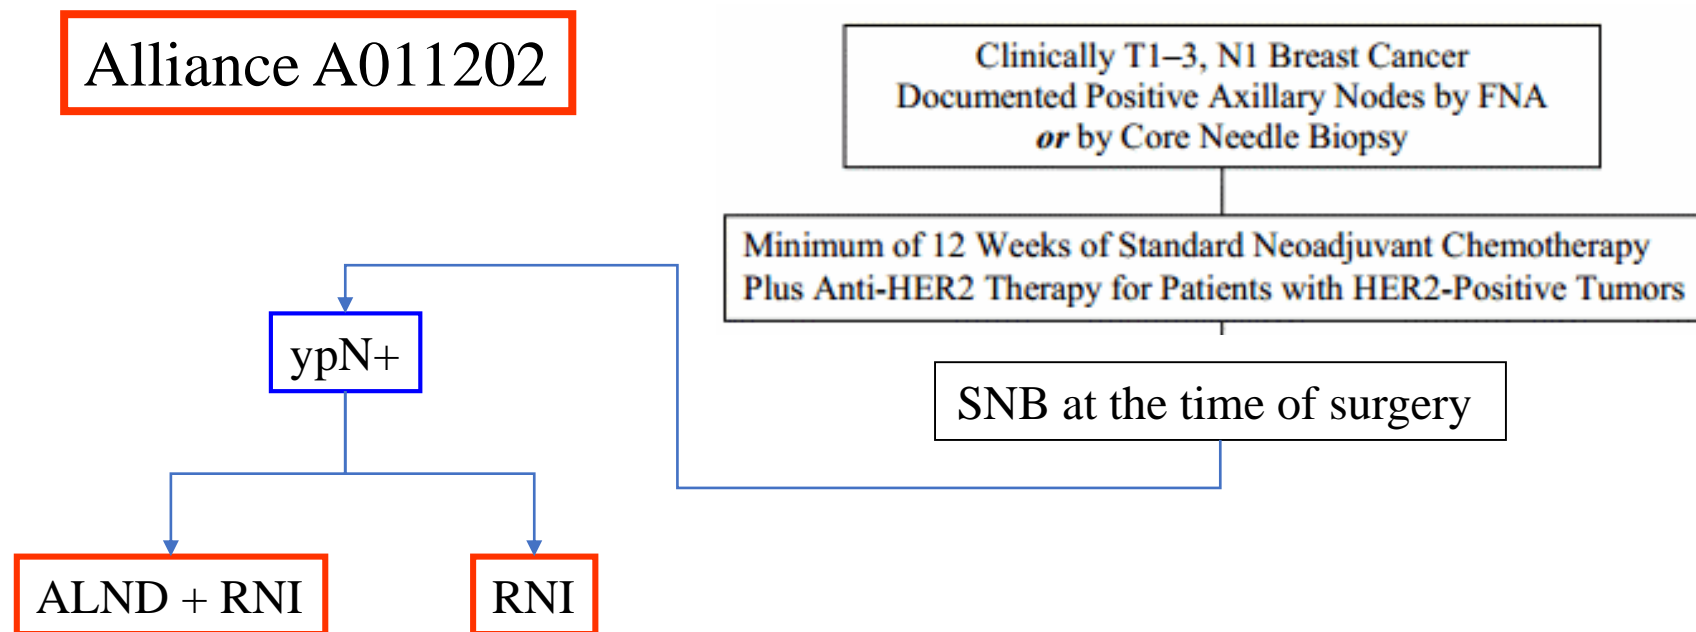 Alliance A011202
Clinically T1–3, N1 Breast Cancer
Documented Positive Axillary Nodes by FNA
or by Core Needle Biopsy
Minimum of 12 Weeks of Standard Neoadjuvant Chemotherapy
Plus Anti-HER2 Therapy for Patients with HER2-Positive Tumors
SNB at the time of surgery
ypN+
ALND + RNI
RNI